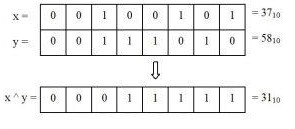 x = 0 0 1 0 0 1 0 1 = 37₁₀
y = 0 0 1 1 1 0 1 0 = 58₁₀
x ^ y = 0 0 0 1 1 1 1 1 = 31₁₀